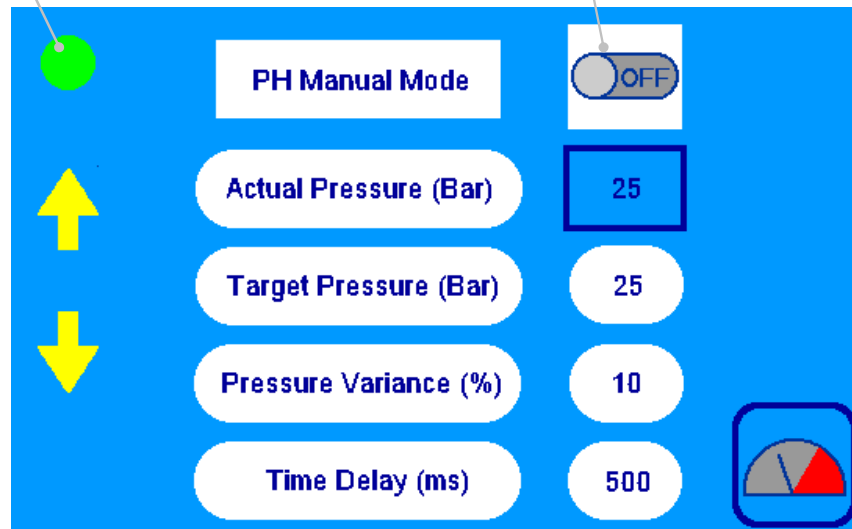 PH Manual Mode
OFF
Actual Pressure (Bar)
25
Target Pressure (Bar)
25
Pressure Variance (%)
10
Time Delay (ms)
500